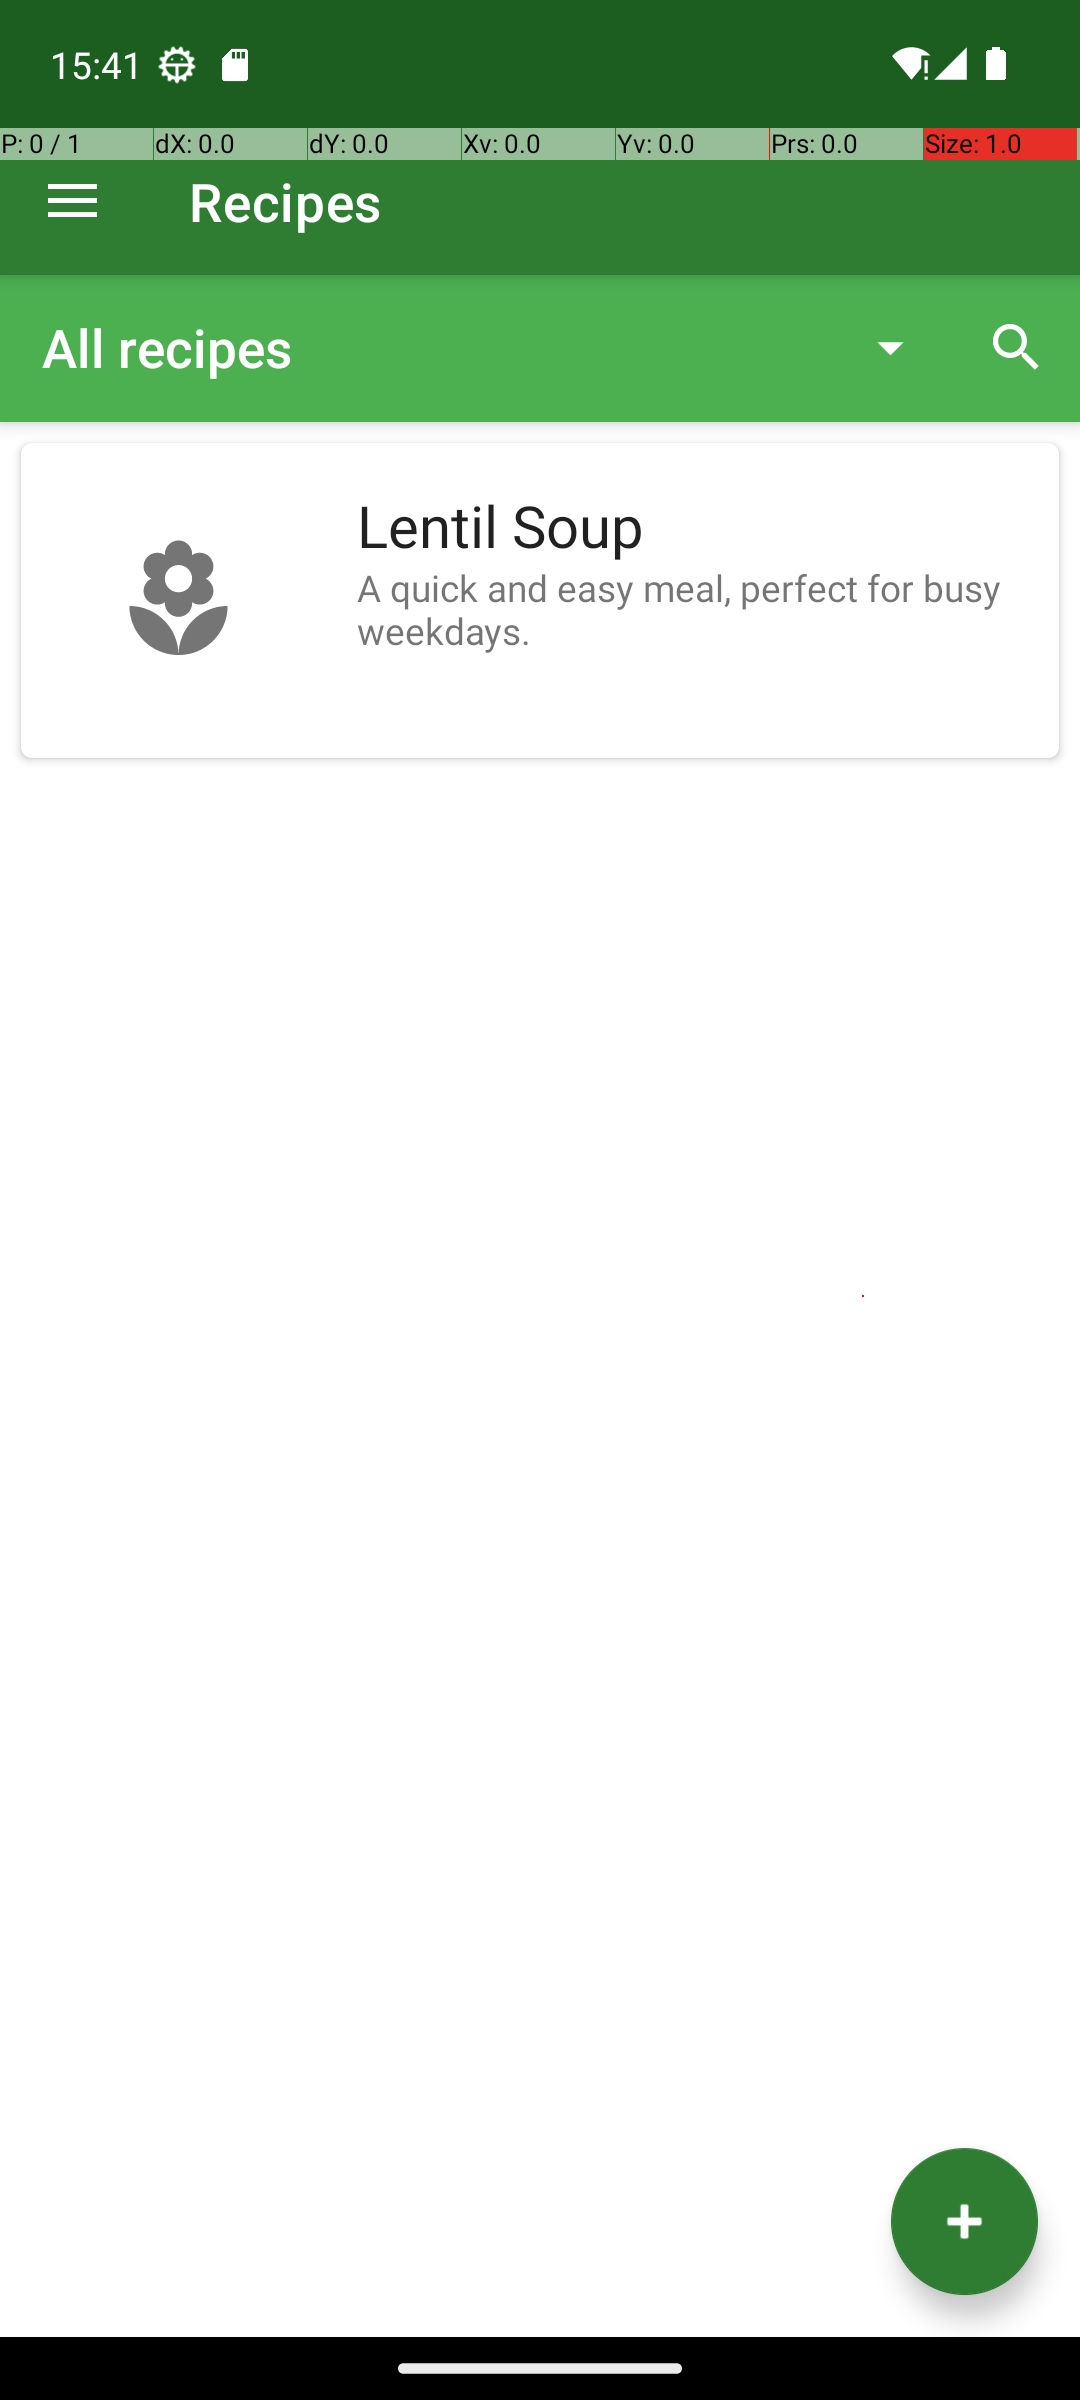 15:41
P: 0 / 1 dX: 0.0 dY: 0.0 Xv: 0.0 Yv: 0.0 Prs: 0.0 Size: 1.0
Recipes
All recipes
Lentil Soup
A quick and easy meal, perfect for busy
weekdays.